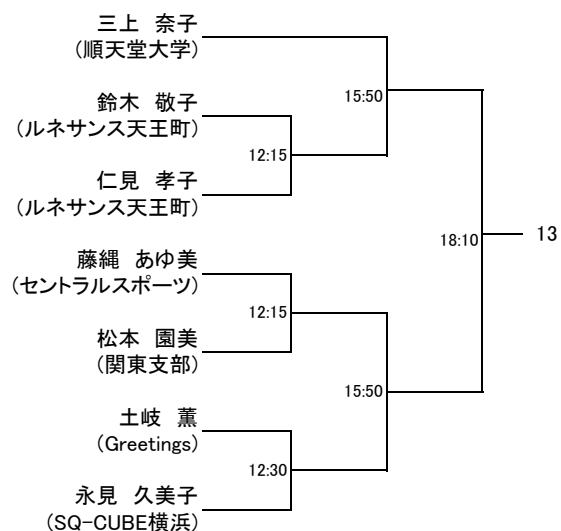 三上　奈子
(順天堂大学)
15:50
鈴木　敬子
(ルネサンス天王町)
12:15
仁見　孝子
(ルネサンス天王町)
18:10
13
藤縄　あゆ美
(セントラルスポーツ)
12:15
松本　園美
(関東支部)
15:50
土岐　薫
(Greetings)
12:30
永見　久美子
(SQ-CUBE横浜)